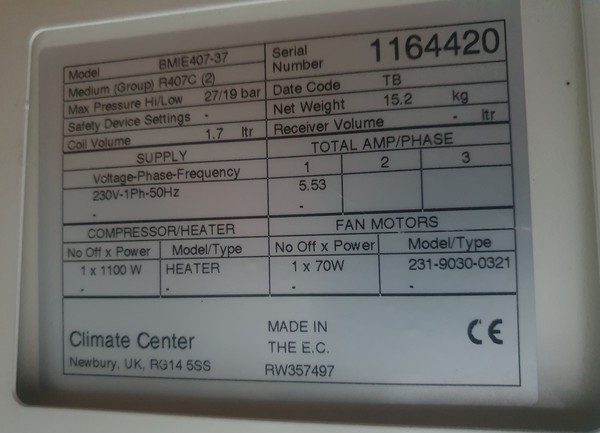 Model BMIE407-37
Medium (Group) R407C (2)
Max Pressure Hi/Low 27/19 bar
Safety Device Settings -
Coil Volume 1.7 ltr
Serial Number 1164420
Date Code TB
Net Weight 15.2 kg
Receiver Volume - ltr
SUPPLY
Voltage-Phase-Frequency
230V-1Ph-50Hz
-
TOTAL AMP/PHASE
1 2 3
5.53
-
COMPRESSOR/HEATER
No Off x Power Model/Type
1 x 1100 W HEATER
- -
FAN MOTORS
No Off x Power Model/Type
1 x 70W 231-9030-0321
- -
Climate Center
Newbury, UK, RG14 5SS
MADE IN
THE E.C.
RW357497
CE